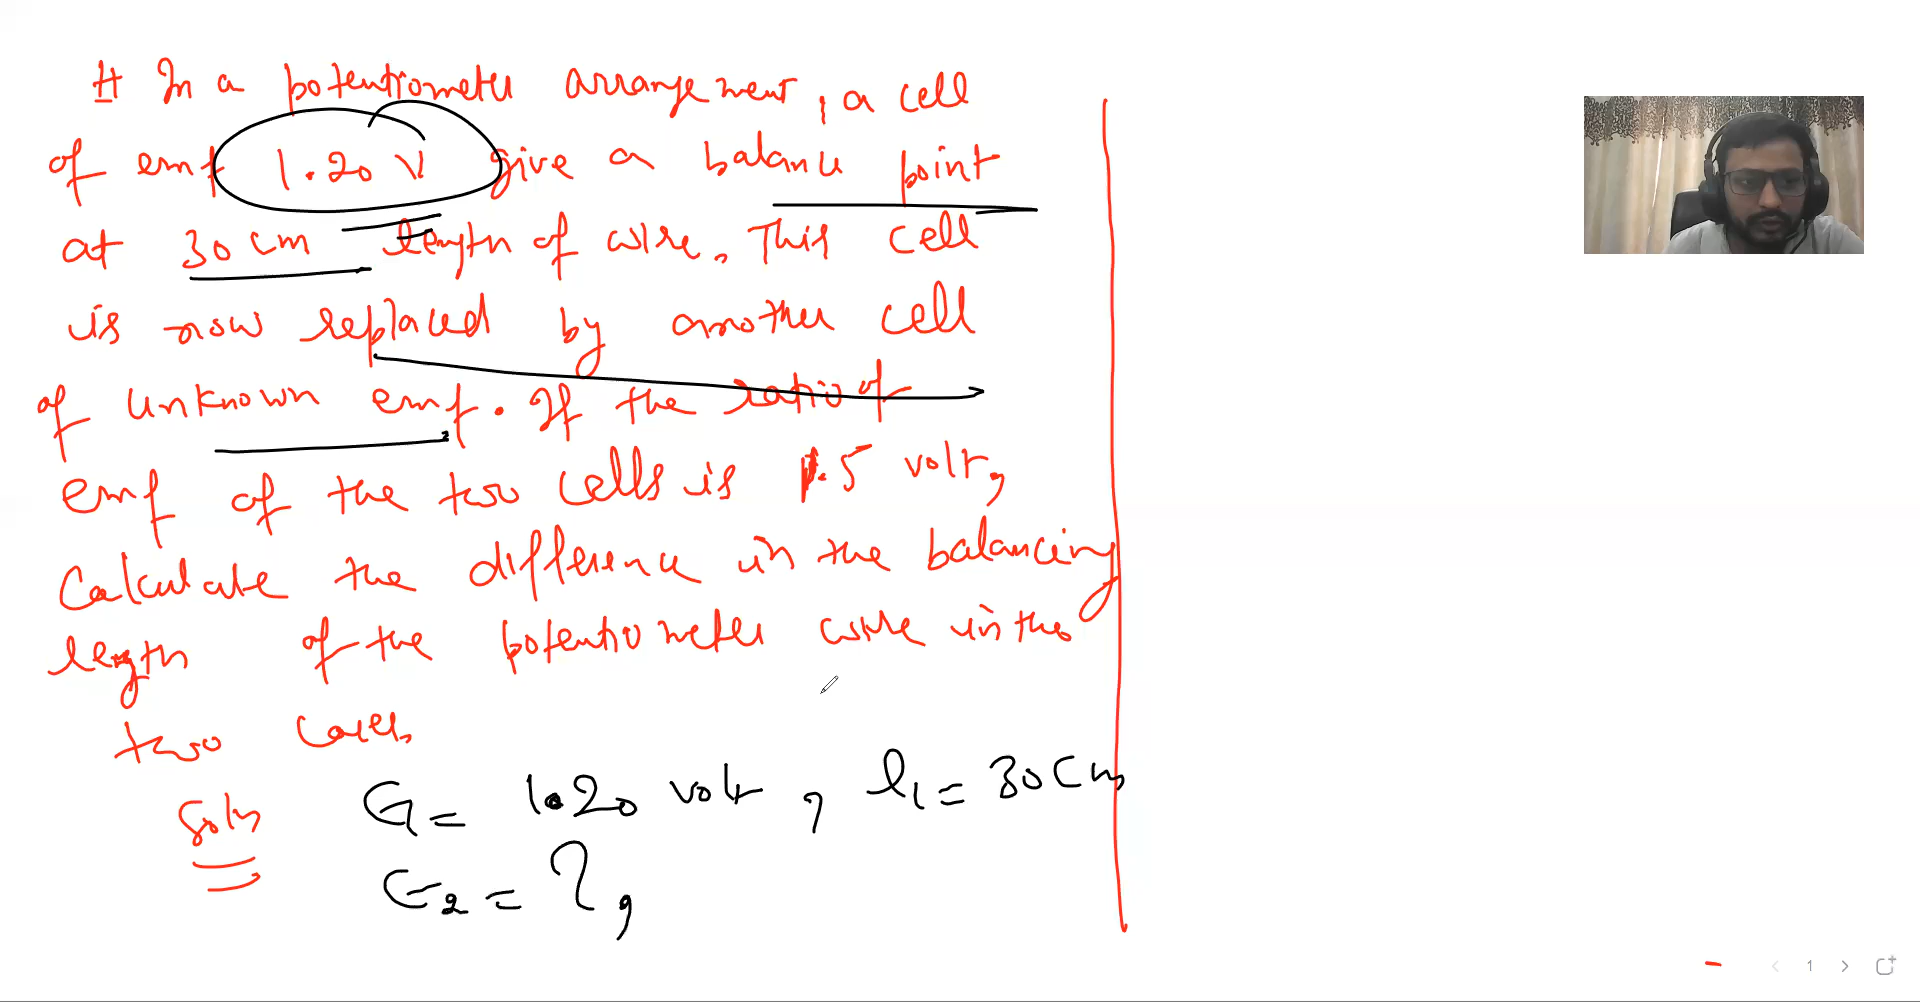 # In a potentiometer arrangement, a cell
of emf 1.20 V give a balance point
at 30 cm length of wire. This cell
is now replaced by another cell
of unknown emf. If the ratio of
emf of the two cells is 1.5 volt,
Calculate the difference in the balancing
length of the potentiometer wire in the
two cases.
Soln E1 = 1.20 volt, l1 = 30 cm
E2 = ?,
1